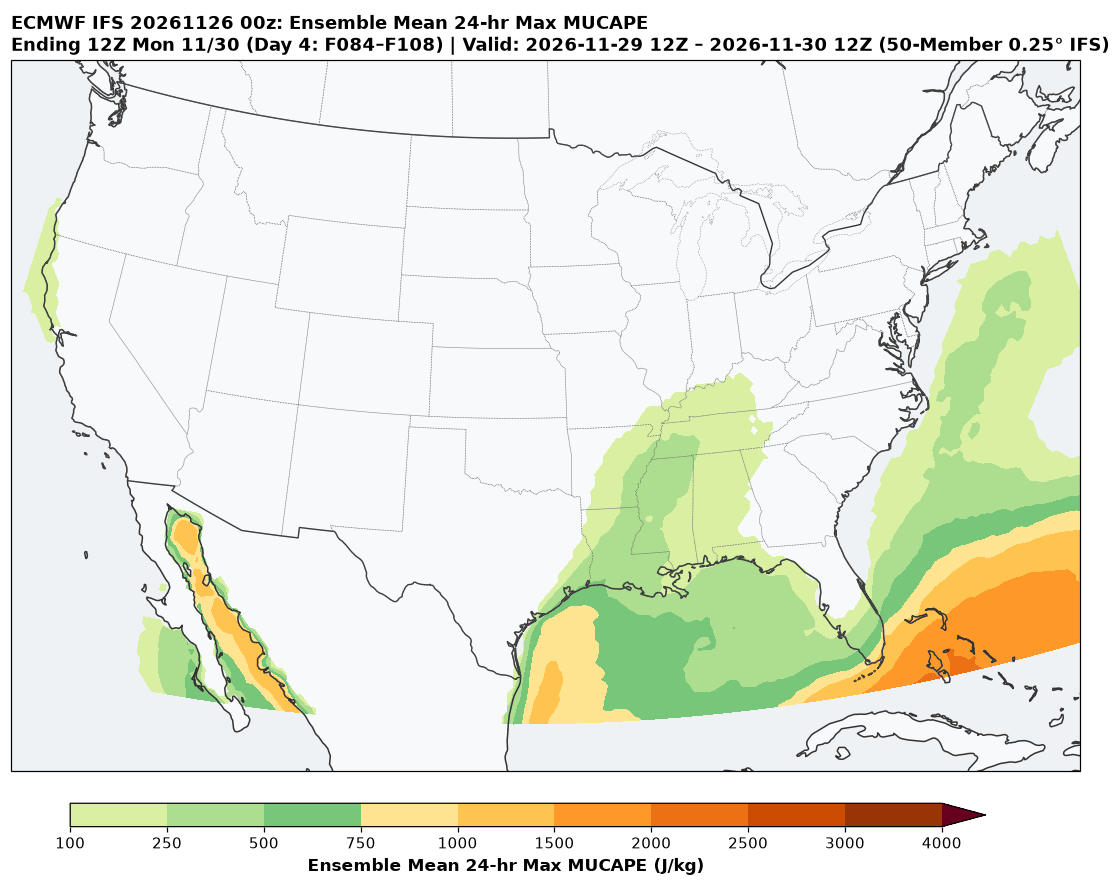 ECMWF IFS 20261126 00z: Ensemble Mean 24-hr Max MUCAPE
Ending 12Z Mon 11/30 (Day 4: F084–F108) | Valid: 2026-11-29 12Z – 2026-11-30 12Z (50-Member 0.25° IFS)
100 250 500 750 1000 1500 2000 2500 3000 4000
Ensemble Mean 24-hr Max MUCAPE (J/kg)